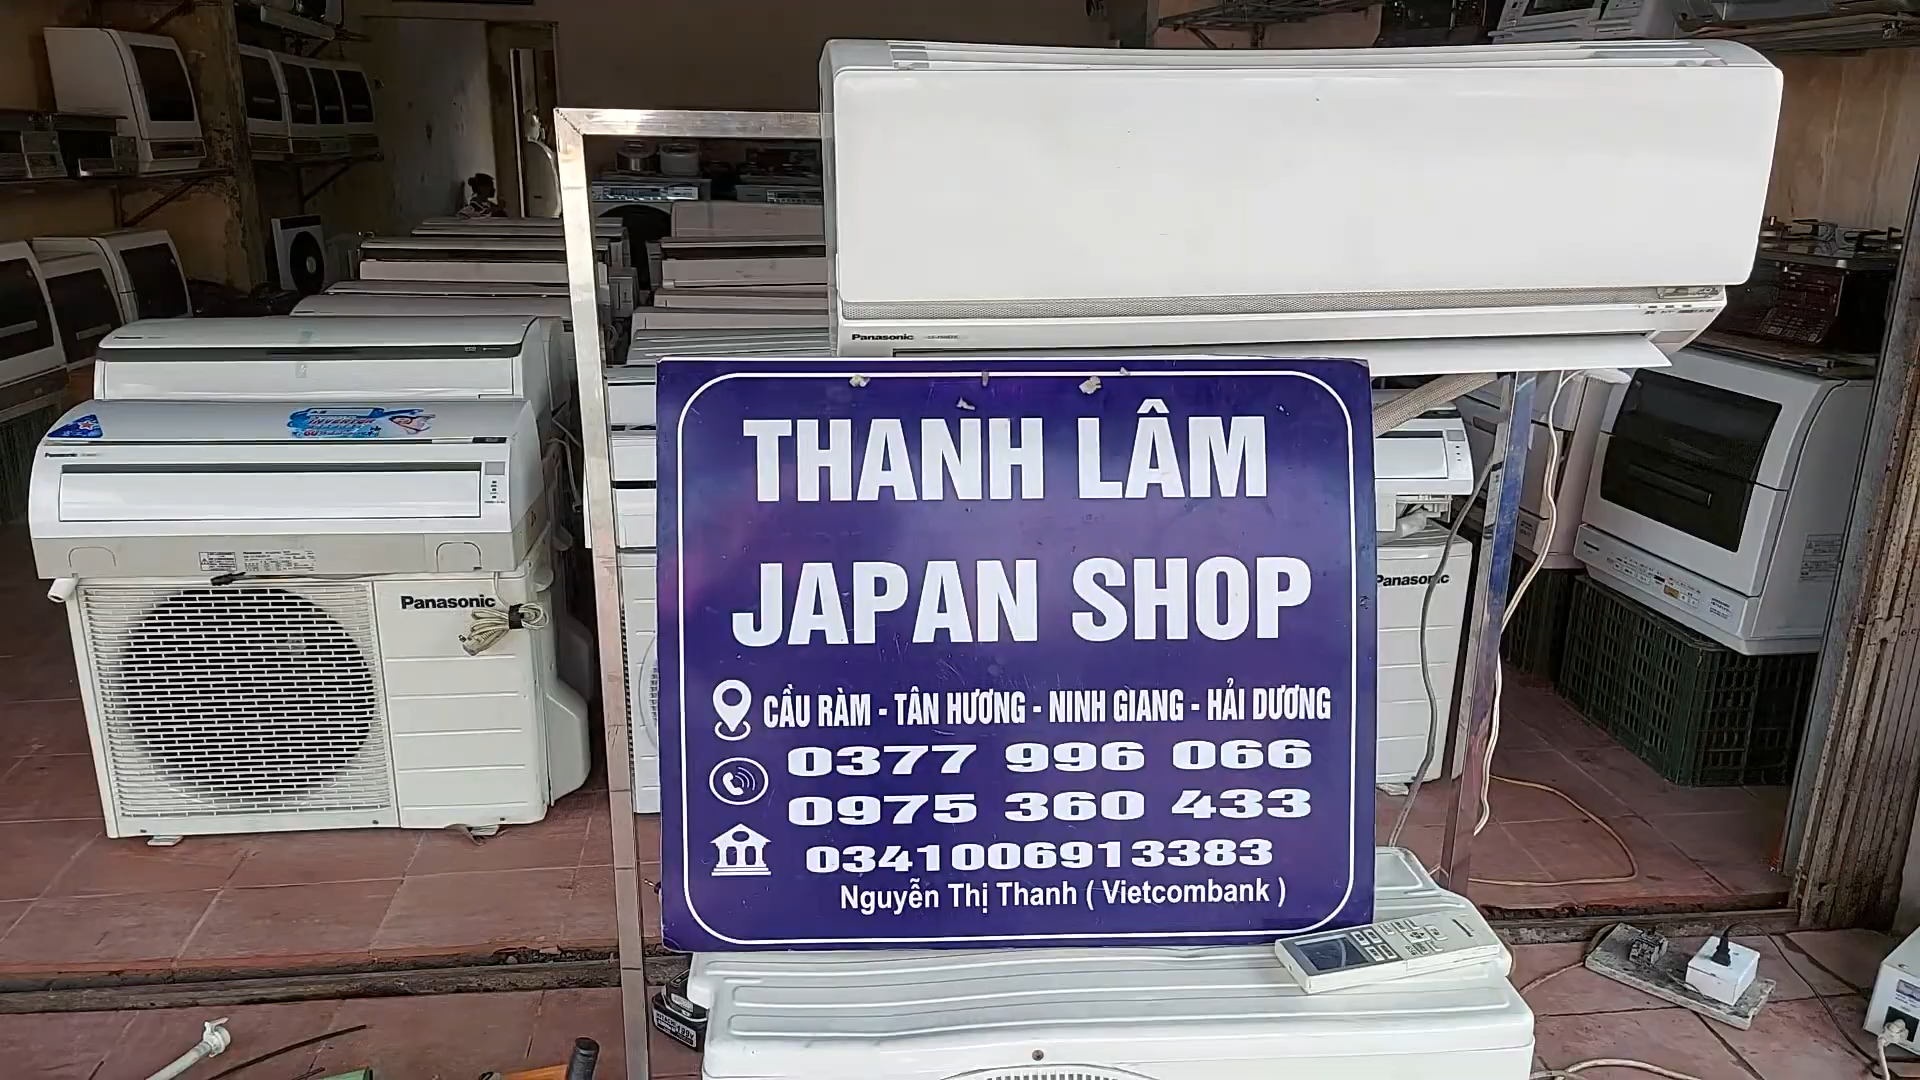 Panasonic
THANH LÂM
JAPAN SHOP
CẦU RÀM - TÂN HƯƠNG - NINH GIANG - HẢI DƯƠNG
0377 996 066
0975 360 433
0341006913383
Nguyễn Thị Thanh ( Vietcombank )
INVERTER
Panasonic
Panasonic
Panasonic